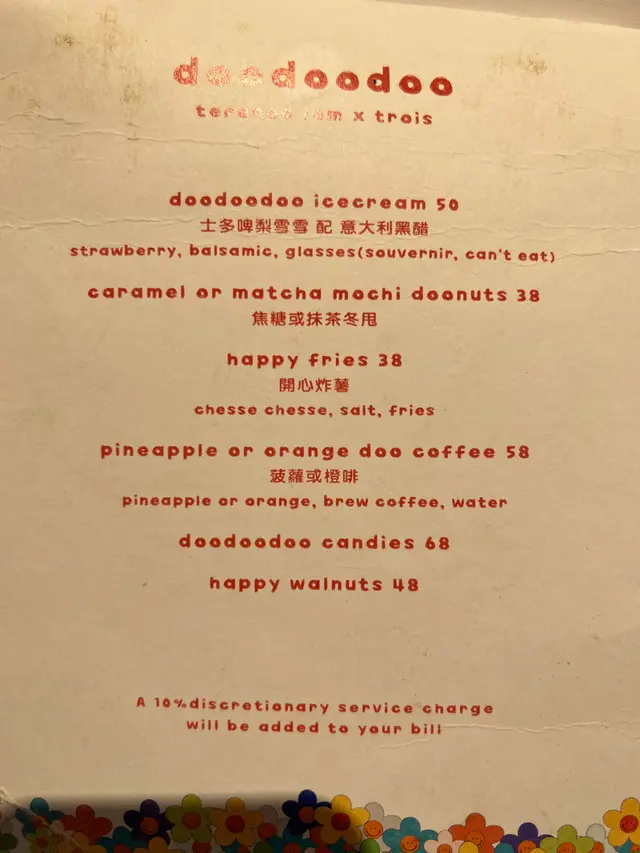 doodoodoo
terence lam x trois
doodoodoo icecream 50
士多啤梨雪雪 配 意大利黑醋
strawberry, balsamic, glasses(souvernir, can't eat)
caramel or matcha mochi doonuts 38
焦糖或抹茶冬甩
happy fries 38
開心炸薯
chesse chesse, salt, fries
pineapple or orange doo coffee 58
菠蘿或橙啡
pineapple or orange, brew coffee, water
doodoodoo candies 68
happy walnuts 48
A 10%discretionary service charge
will be added to your bill